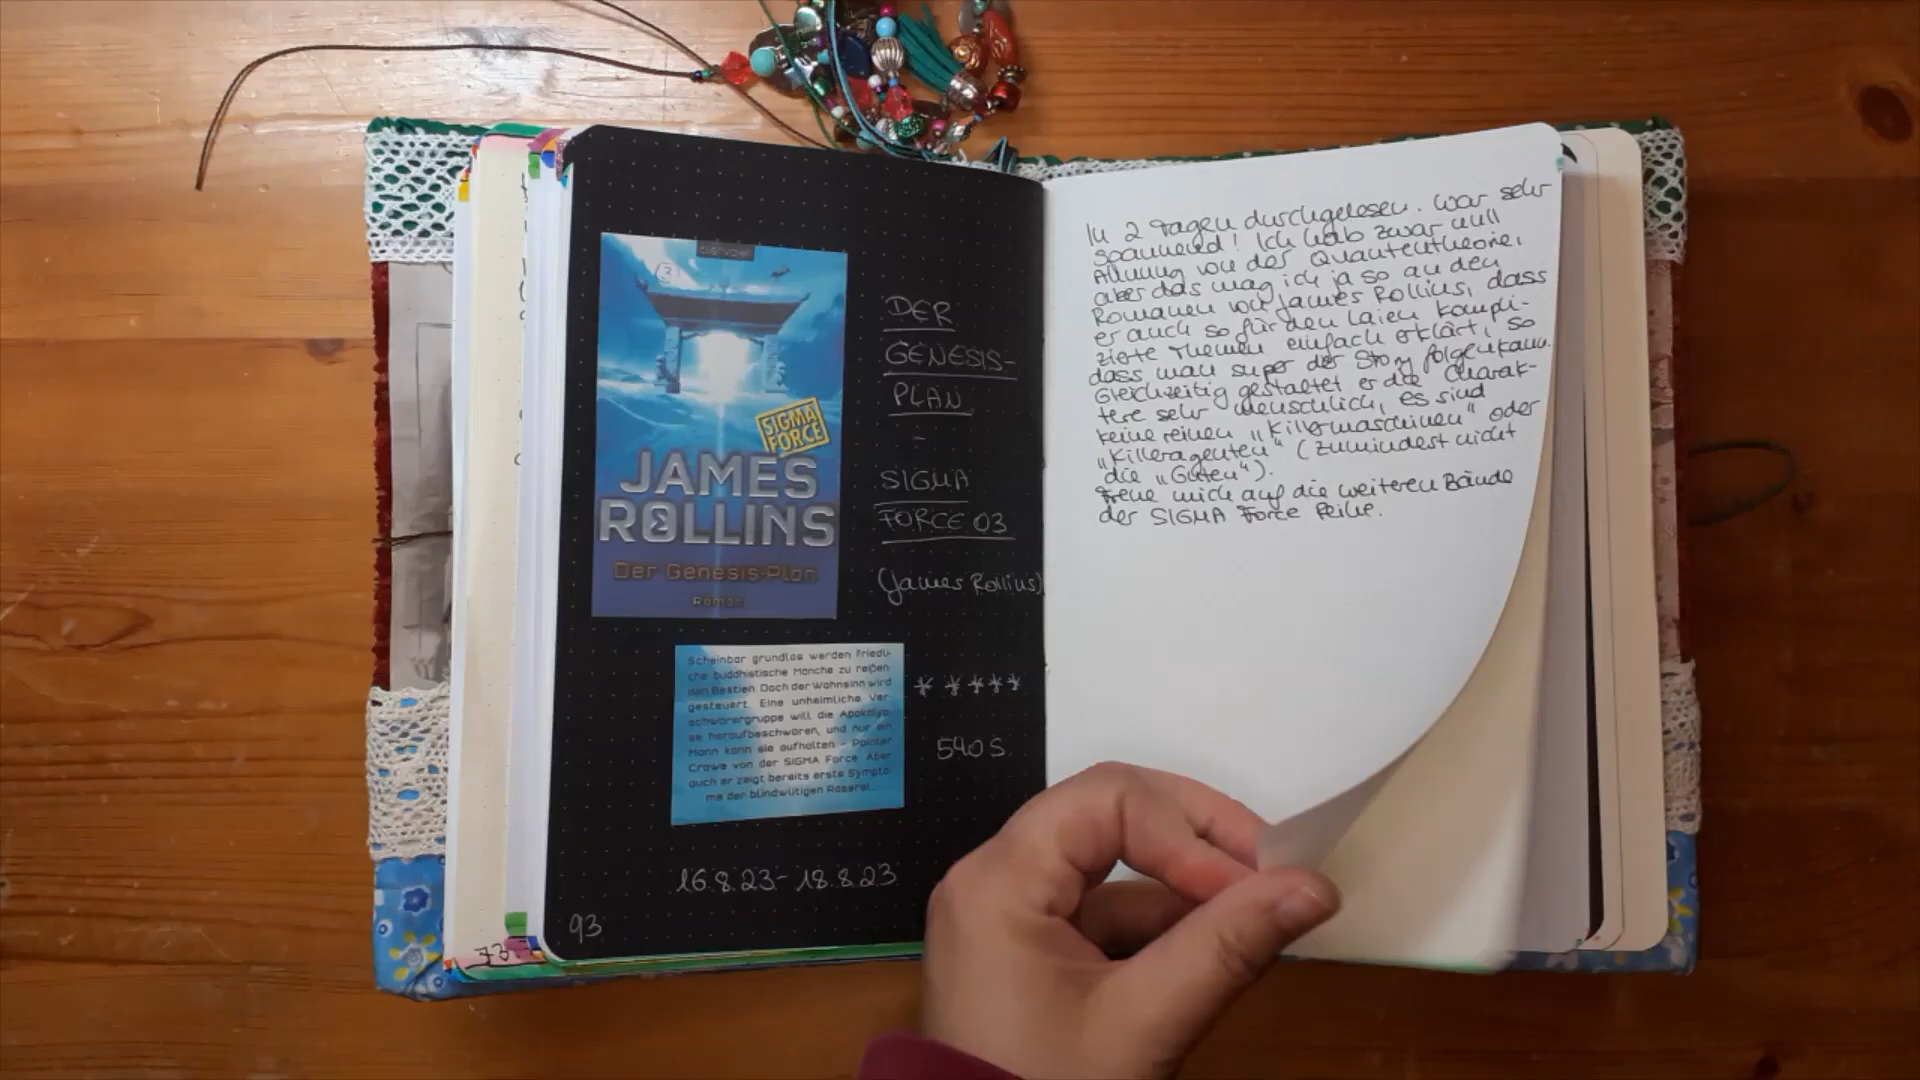 JAMES
ROLLINS
SIGMA
FORCE
Der Genesis-Plan
Roman
DER
GENESIS-
PLAN
-
SIGMA
FORCE 03
(James Rollins)
Scheinbar grundlos werden friedli-
che buddhistische Mönche zu reißen-
den Bestien. Doch der Wahnsinn wird
gesteuert. Eine unheimliche Ver-
schwörergruppe will die Apokalyp-
se heraufbeschwören, und nur ein
Mann kann sie aufhalten – Painter
Crowe von der SIGMA Force. Aber
auch er zeigt bereits erste Sympto-
me der blindwütigen Raserei...
* * * * *
540 S.
16.8.23 - 18.8.23
93
73.
In 2 Tagen durchgelesen. War sehr
spannend! Ich hab zwar null
Ahnung von der Quantentheorie,
aber das mag ich ja so an den
Romanen von James Rollins, dass
er auch so für den Laien kompli-
zierte Themen einfach erklärt, so
dass man super der Story folgen kann.
Gleichzeitig gestaltet er die Charak-
tere sehr menschlich, es sind
keine reinen „Killermaschinen" oder
„Killeragenten" (zumindest nicht
die „Guten").
Freue mich auf die weiteren Bände
der SIGMA Force Reihe.